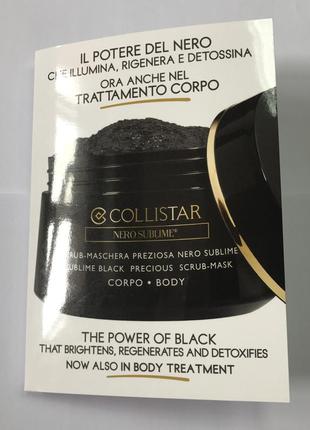 IL POTERE DEL NERO
CHE ILLUMINA, RIGENERA E DETOSSINA
ORA ANCHE NEL
TRATTAMENTO CORPO
COLLISTAR
NERO SUBLIME®
SCRUB-MASCHERA PREZIOSA NERO SUBLIME
SUBLIME BLACK PRECIOUS SCRUB-MASK
CORPO • BODY
THE POWER OF BLACK
THAT BRIGHTENS, REGENERATES AND DETOXIFIES
NOW ALSO IN BODY TREATMENT